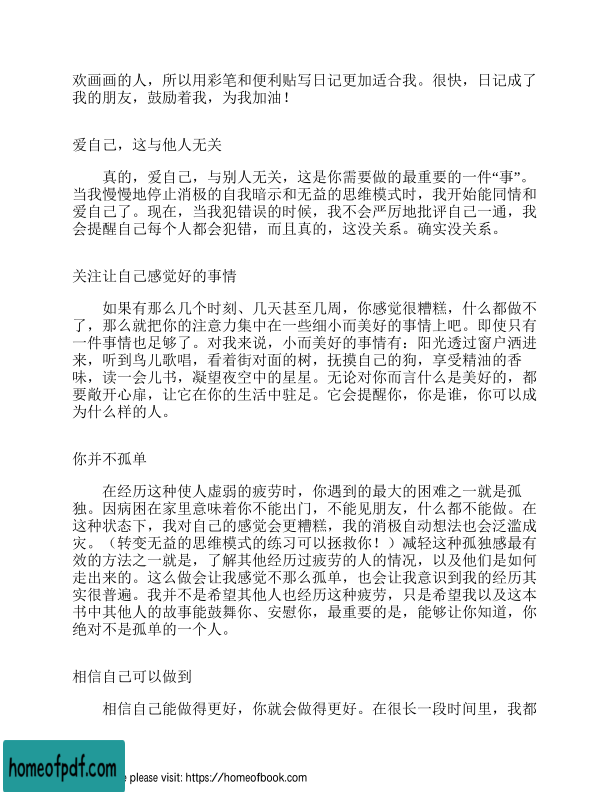 欢画画的人，所以用彩笔和便利贴写日记更加适合我。很快，日记成了
我的朋友，鼓励着我，为我加油！
爱自己，这与他人无关
真的，爱自己，与别人无关，这是你需要做的最重要的一件“事”。
当我慢慢地停止消极的自我暗示和无益的思维模式时，我开始能同情和
爱自己了。现在，当我犯错误的时候，我不会严厉地批评自己一通，我
会提醒自己每个人都会犯错，而且真的，这没关系。确实没关系。
关注让自己感觉好的事情
如果有那么几个时刻、几天甚至几周，你感觉很糟糕，什么都做不
了，那么就把你的注意力集中在一些细小而美好的事情上吧。即使只有
一件事情也足够了。对我来说，小而美好的事情有：阳光透过窗户洒进
来，听到鸟儿歌唱，看着街对面的树，抚摸自己的狗，享受精油的香
味，读一会儿书，凝望夜空中的星星。无论对你而言什么是美好的，都
要敞开心扉，让它在你的生活中驻足。它会提醒你，你是谁，你可以成
为什么样的人。
你并不孤单
在经历这种使人虚弱的疲劳时，你遇到的最大的困难之一就是孤
独。因病困在家里意味着你不能出门，不能见朋友，什么都不能做。在
这种状态下，我对自己的感觉会更糟糕，我的消极自动想法也会泛滥成
灾。（转变无益的思维模式的练习可以拯救你！）减轻这种孤独感最有
效的方法之一就是，了解其他经历过疲劳的人的情况，以及他们是如何
走出来的。这么做会让我感觉不那么孤单，也会让我意识到我的经历其
实很普遍。我并不是希望其他人也经历这种疲劳，只是希望我以及这本
书中其他人的故事能鼓舞你、安慰你，最重要的是，能够让你知道，你
绝对不是孤单的一个人。
相信自己可以做到
相信自己能做得更好，你就会做得更好。在很长一段时间里，我都
homeofpdf.com
e please visit: https://homeofbook.com